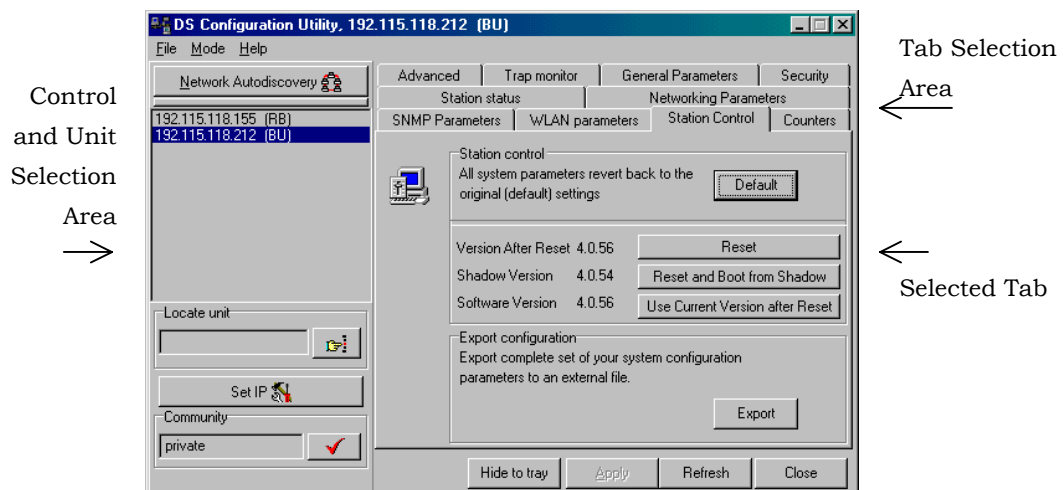 DS Configuration Utility, 192.115.118.212 (BU)
File Mode Help
Network Autodiscovery
192.115.118.155 (RB)
192.115.118.212 (BU)
Locate unit
Set IP
Community
private
Advanced Trap monitor General Parameters Security
Station status Networking Parameters
SNMP Parameters WLAN parameters Station Control Counters
Station control
All system parameters revert back to the
original (default) settings
Default
Version After Reset 4.0.56 Reset
Shadow Version 4.0.54 Reset and Boot from Shadow
Software Version 4.0.56 Use Current Version after Reset
Export configuration
Export complete set of your system configuration
parameters to an external file.
Export
Hide to tray Apply Refresh Close
Control
and Unit
Selection
Area
Tab Selection
Area
Selected Tab